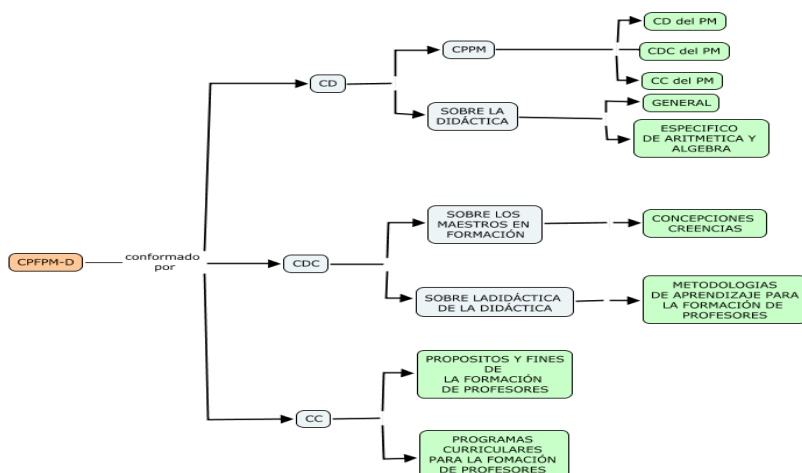 CPFPM-D
conformado
por
CD
CPPM
CD del PM
CDC del PM
CC del PM
SOBRE LA
DIDÁCTICA
GENERAL
ESPECIFICO
DE ARITMETICA Y
ALGEBRA
CDC
SOBRE LOS
MAESTROS EN
FORMACIÓN
CONCEPCIONES
CREENCIAS
SOBRE LADIDÁCTICA
DE LA DIDÁCTICA
METODOLOGIAS
DE APRENDIZAJE PARA
LA FORMACIÓN DE
PROFESORES
CC
PROPOSITOS Y FINES
DE
LA FORMACIÓN
DE PROFESORES
PROGRAMAS
CURRICULARES
PARA LA FOMACIÓN
DE PROFESORES